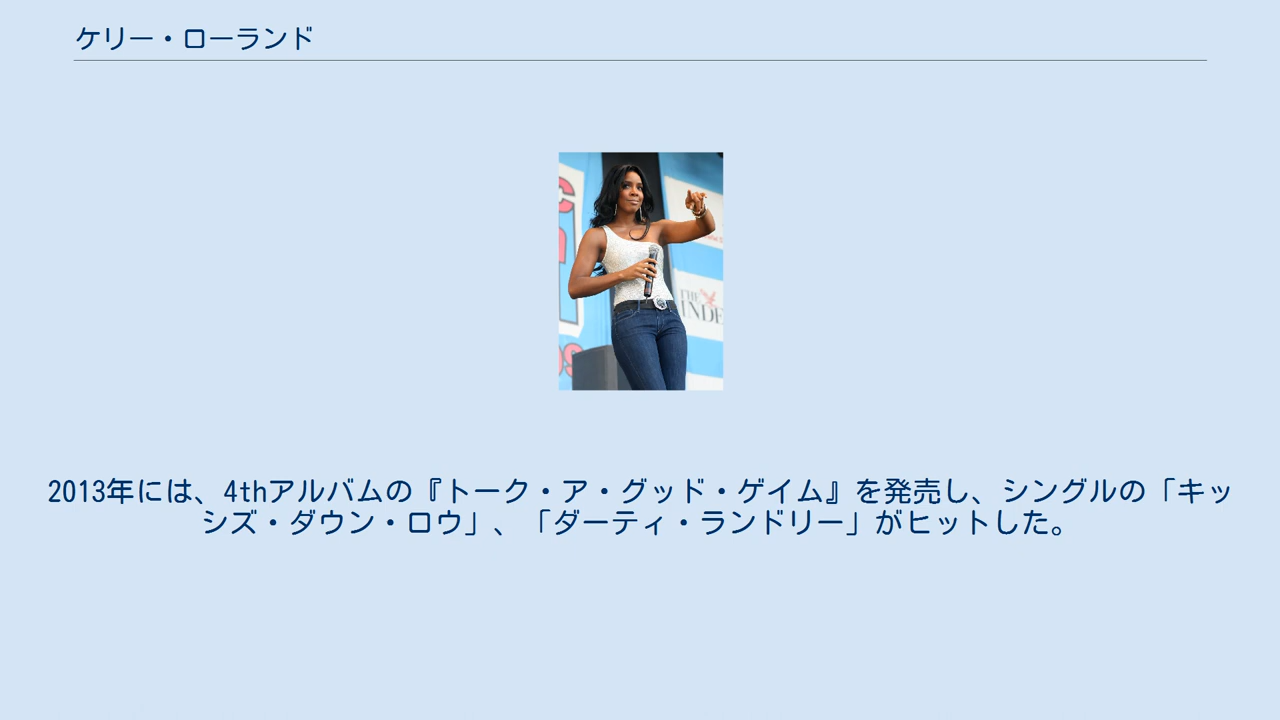 ケリー・ローランド
THE
INDE
2013年には、4thアルバムの『トーク・ア・グッド・ゲイム』を発売し、シングルの「キッ
シズ・ダウン・ロウ」、「ダーティ・ランドリー」がヒットした。